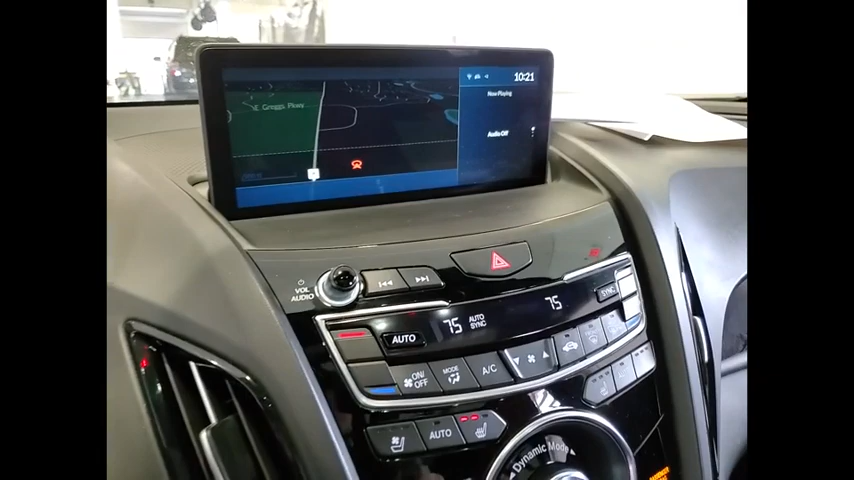 10:21
Now Playing
E. Greggs Pkwy
Audio Off
VOL
AUDIO
75
AUTO
SYNC
75
SYNC
AUTO
ON/
OFF
MODE
A/C
AUTO
Dynamic Mode